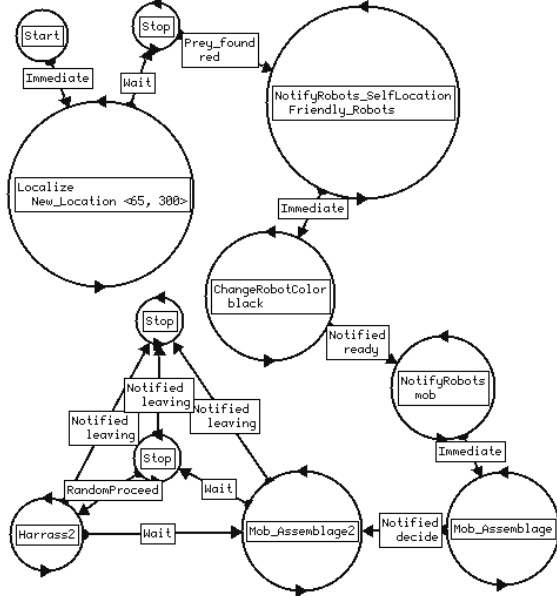 Start
Stop
Prey_found
red
Immediate
Wait
NotifyRobots_SelfLocation
Friendly_Robots
Localize
New_Location <65, 300>
Immediate
ChangeRobotColor
black
Stop
Notified
ready
Notified
leaving
Notified
leaving
Notified
leaving
NotifyRobots
mob
Immediate
Stop
RandomProceed
Wait
Harrass2
Wait
Mob_Assemblage2
Notified
decide
Mob_Assemblage